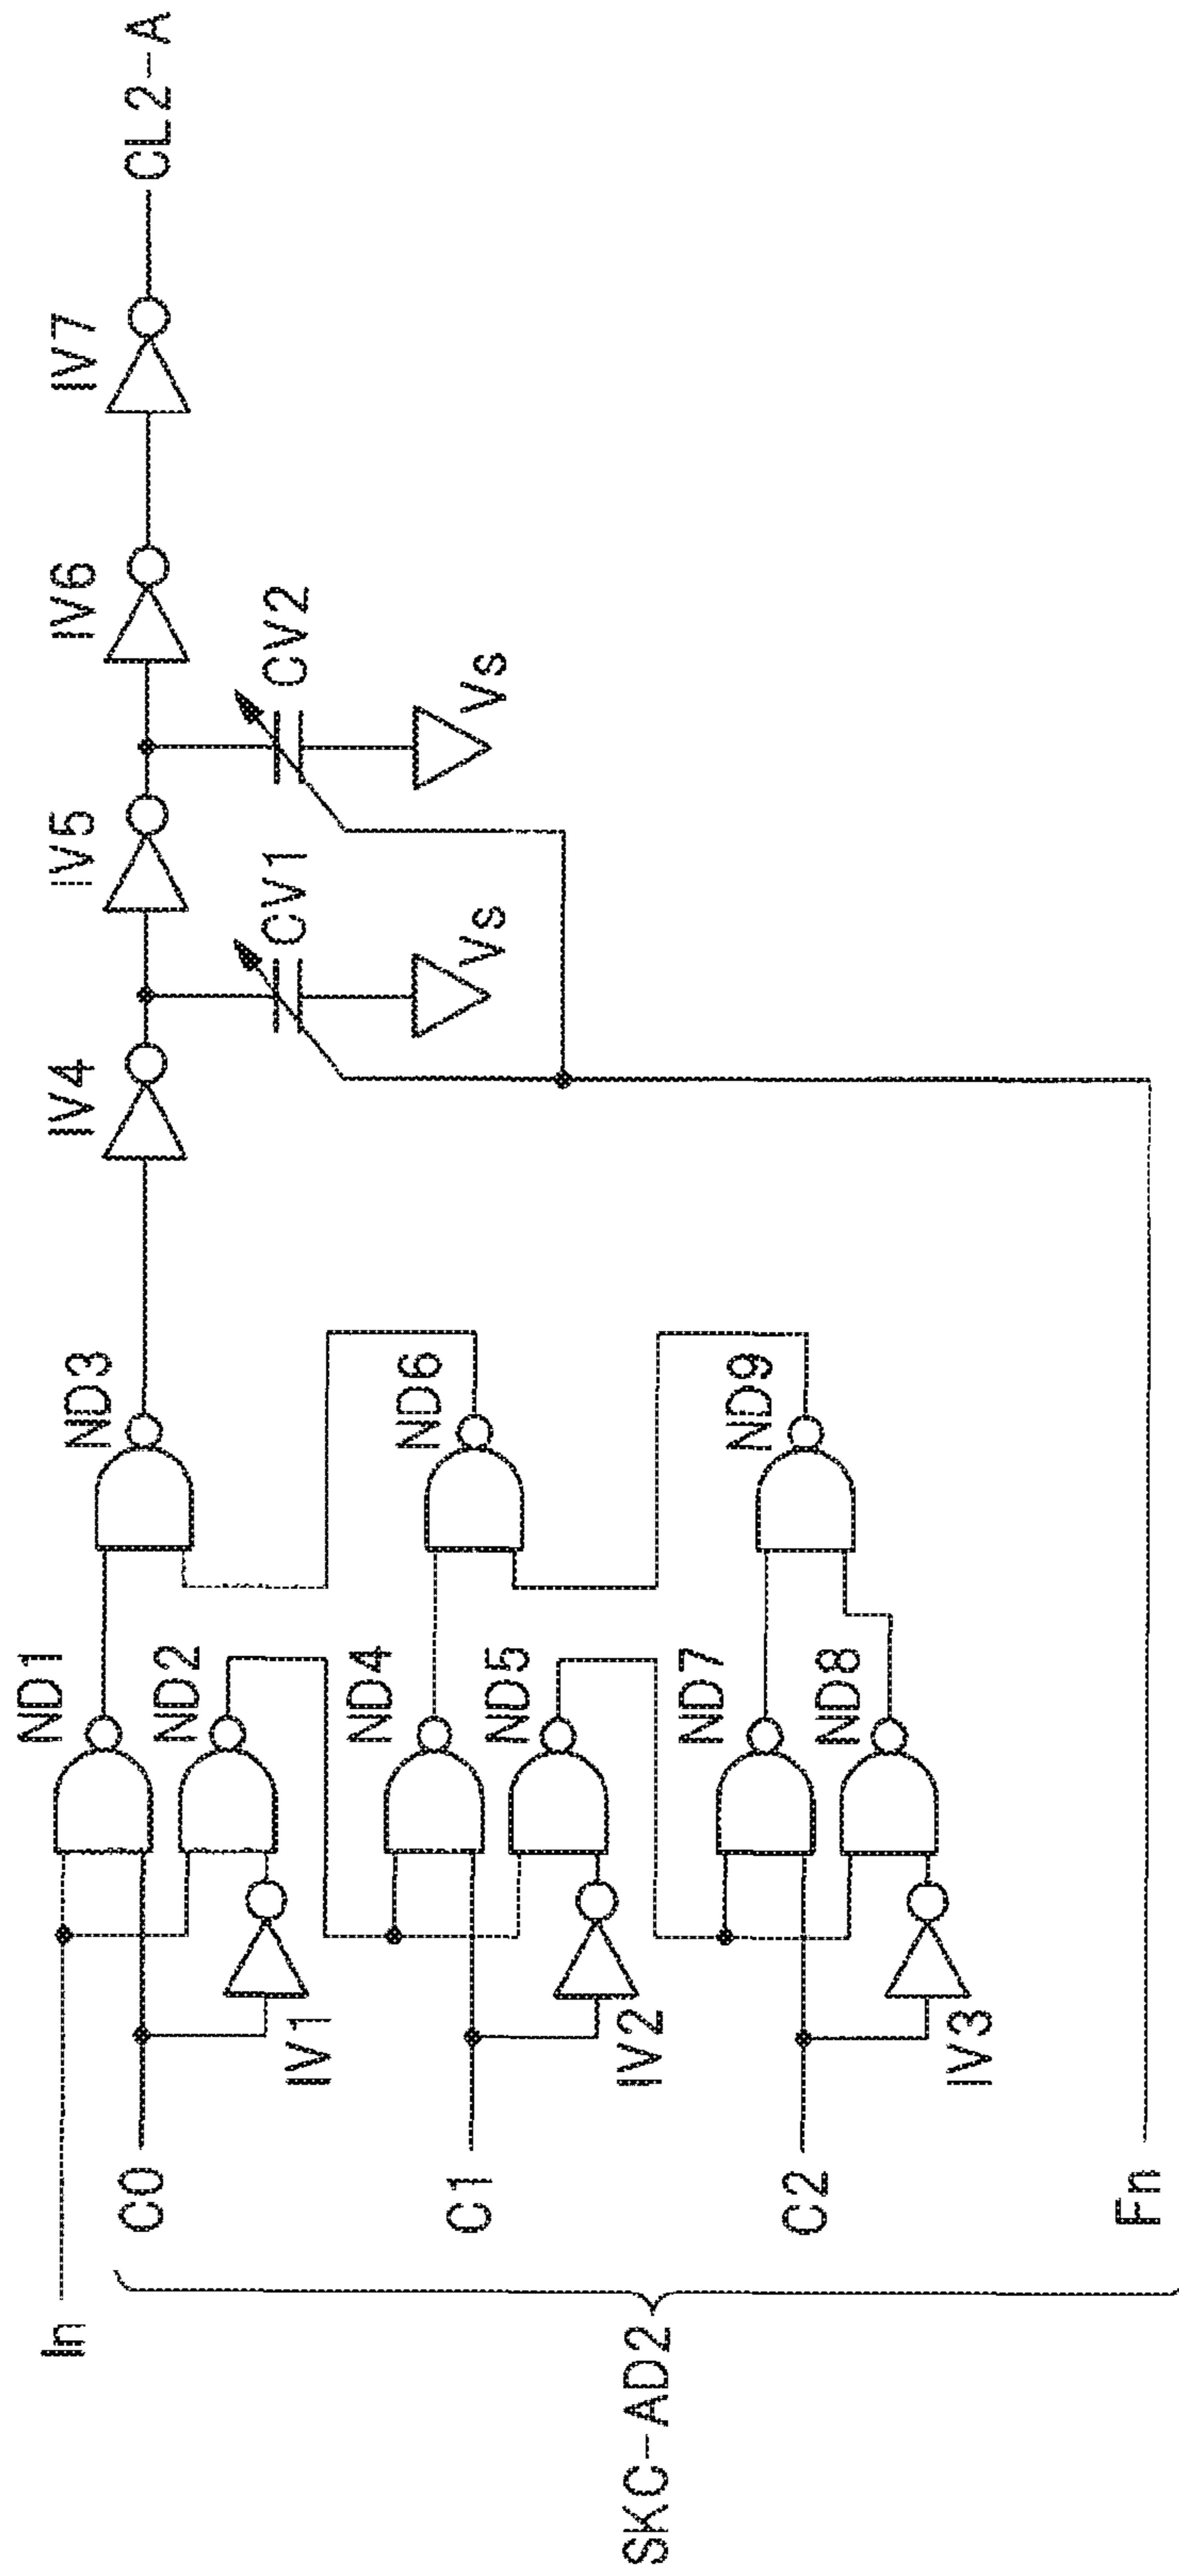 In
C0
C1
C2
Fn
SKC-AD2
IV1
IV2
IV3
ND1
ND2
ND4
ND5
ND7
ND8
ND3
ND6
ND9
IV4
IV5
IV6
IV7
CV1
CV2
Vs
Vs
CL2-A